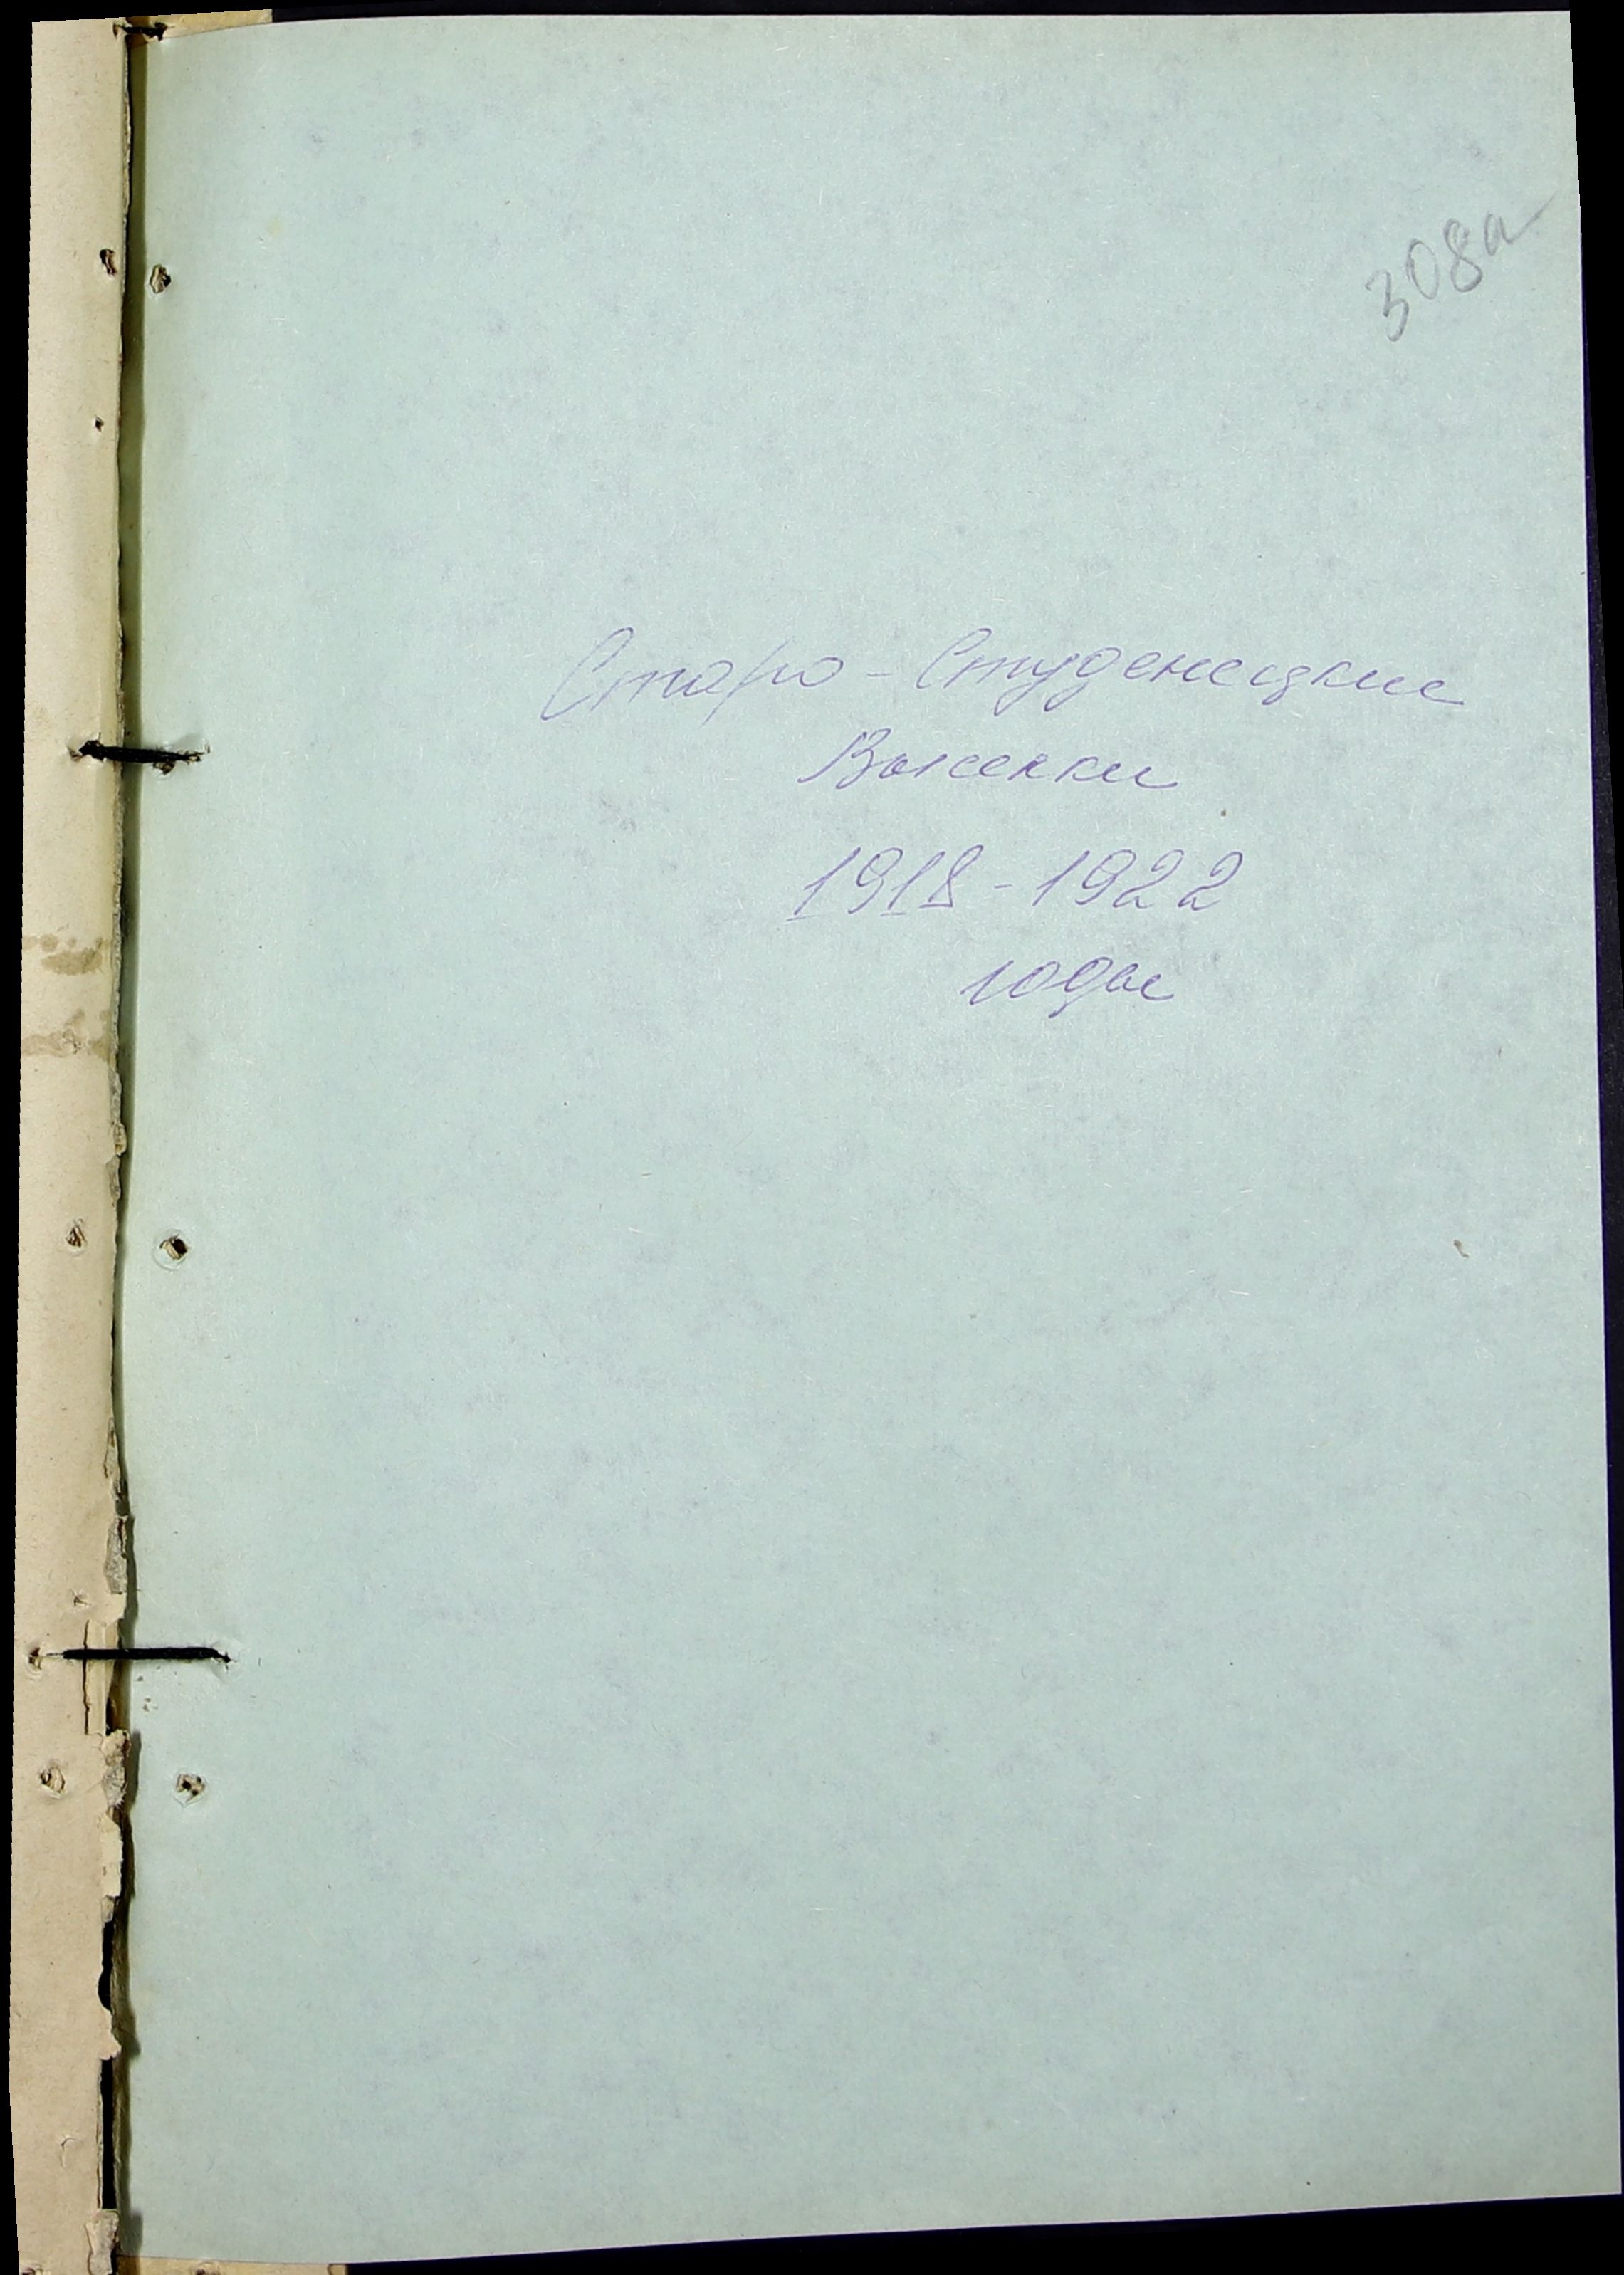 308а
Старо-Студенецкие
Выселки
1918-1922
годы